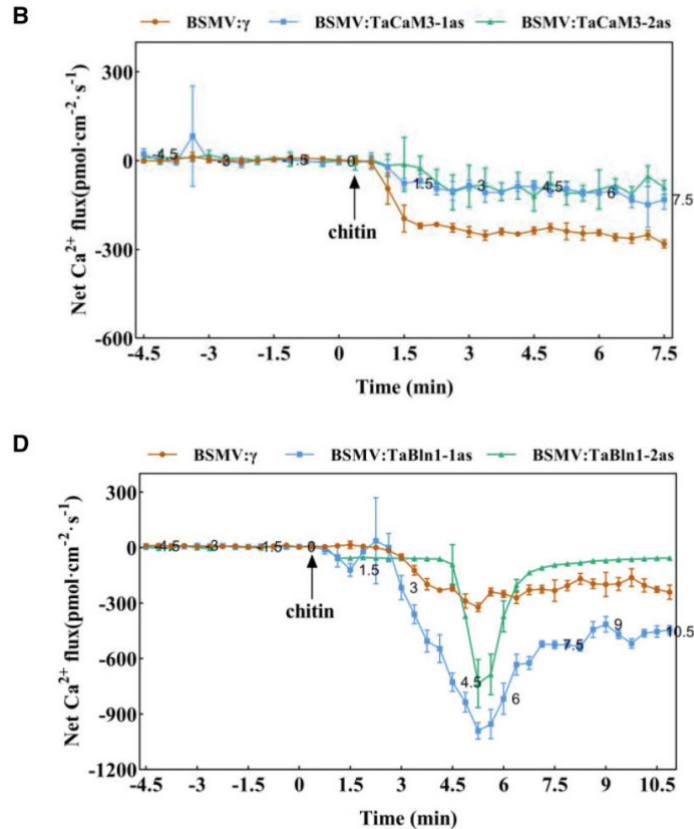 B
BSMV:γ BSMV:TaCaM3-1as BSMV:TaCaM3-2as
Net Ca²⁺ flux(pmol·cm⁻²·s⁻¹)
300
0
-300
-600
-4.5 -3 -1.5 0 1.5 3 4.5 6 7.5
chitin
-4.5 -3 -1.5 0 1.5 3 4.5 6 7.5
Time (min)
D
BSMV:γ BSMV:TaBln1-1as BSMV:TaBln1-2as
Net Ca²⁺ flux(pmol·cm⁻²·s⁻¹)
300
0
-300
-600
-900
-1200
-4.5 -3 -1.5 0 1.5 3 4.5 6 7.5 9 10.5
chitin
-4.5 -3 -1.5 0 1.5 3 4.5 6 7.5 9 10.5
Time (min)